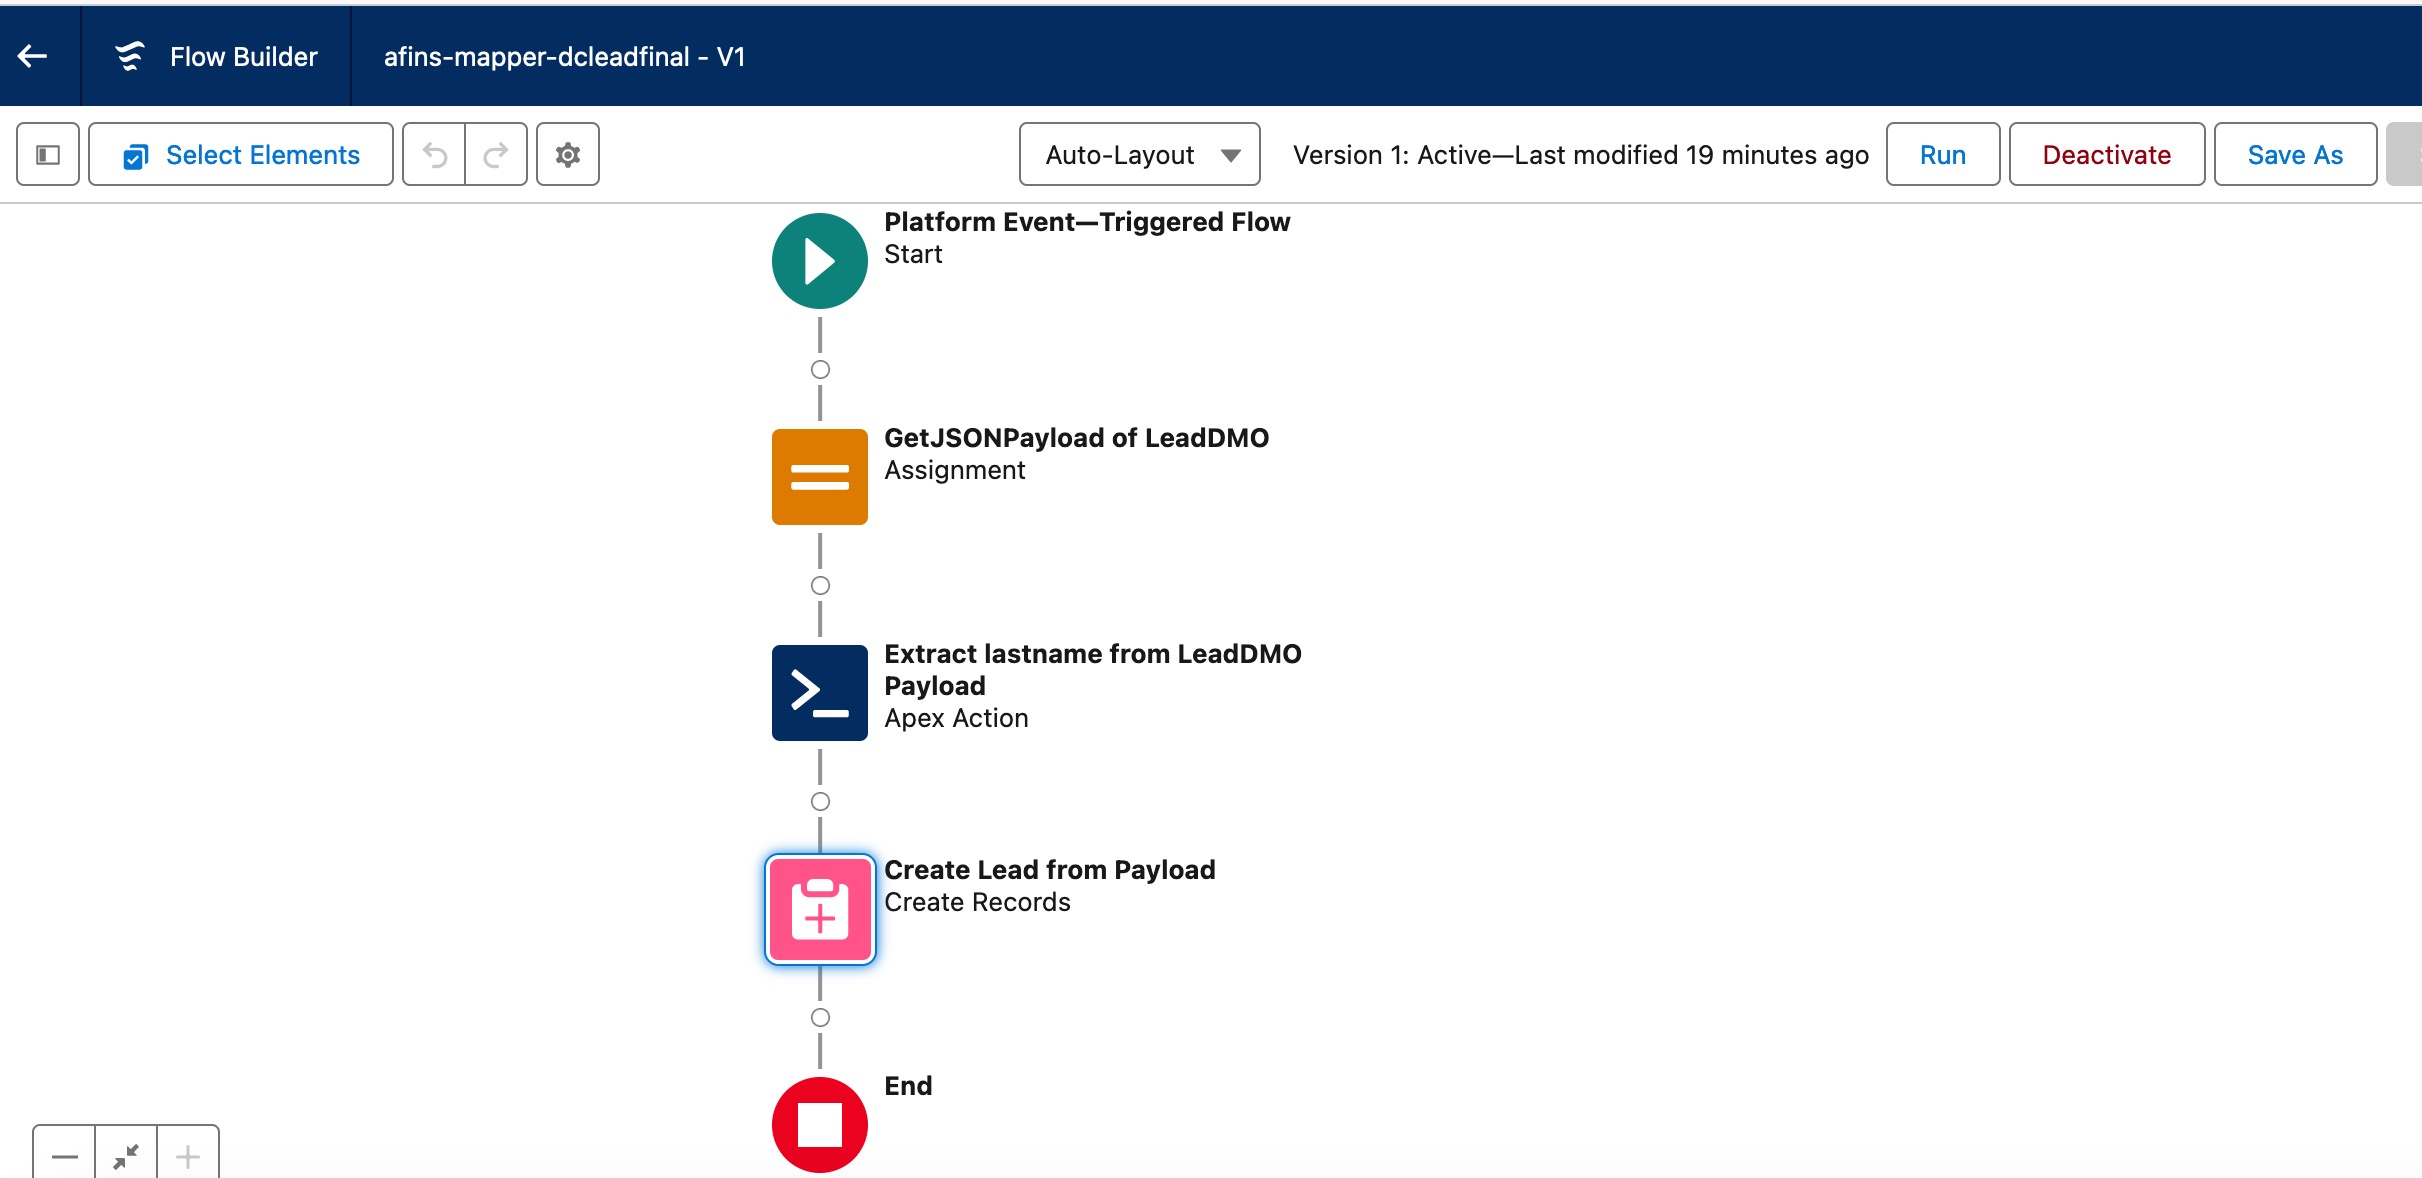 Flow Builder
afins-mapper-dcleadfinal - V1
Select Elements
Auto-Layout
Version 1: Active—Last modified 19 minutes ago
Run
Deactivate
Save As
Platform Event—Triggered Flow
Start
GetJSONPayload of LeadDMO
Assignment
Extract lastname from LeadDMO
Payload
Apex Action
Create Lead from Payload
Create Records
End